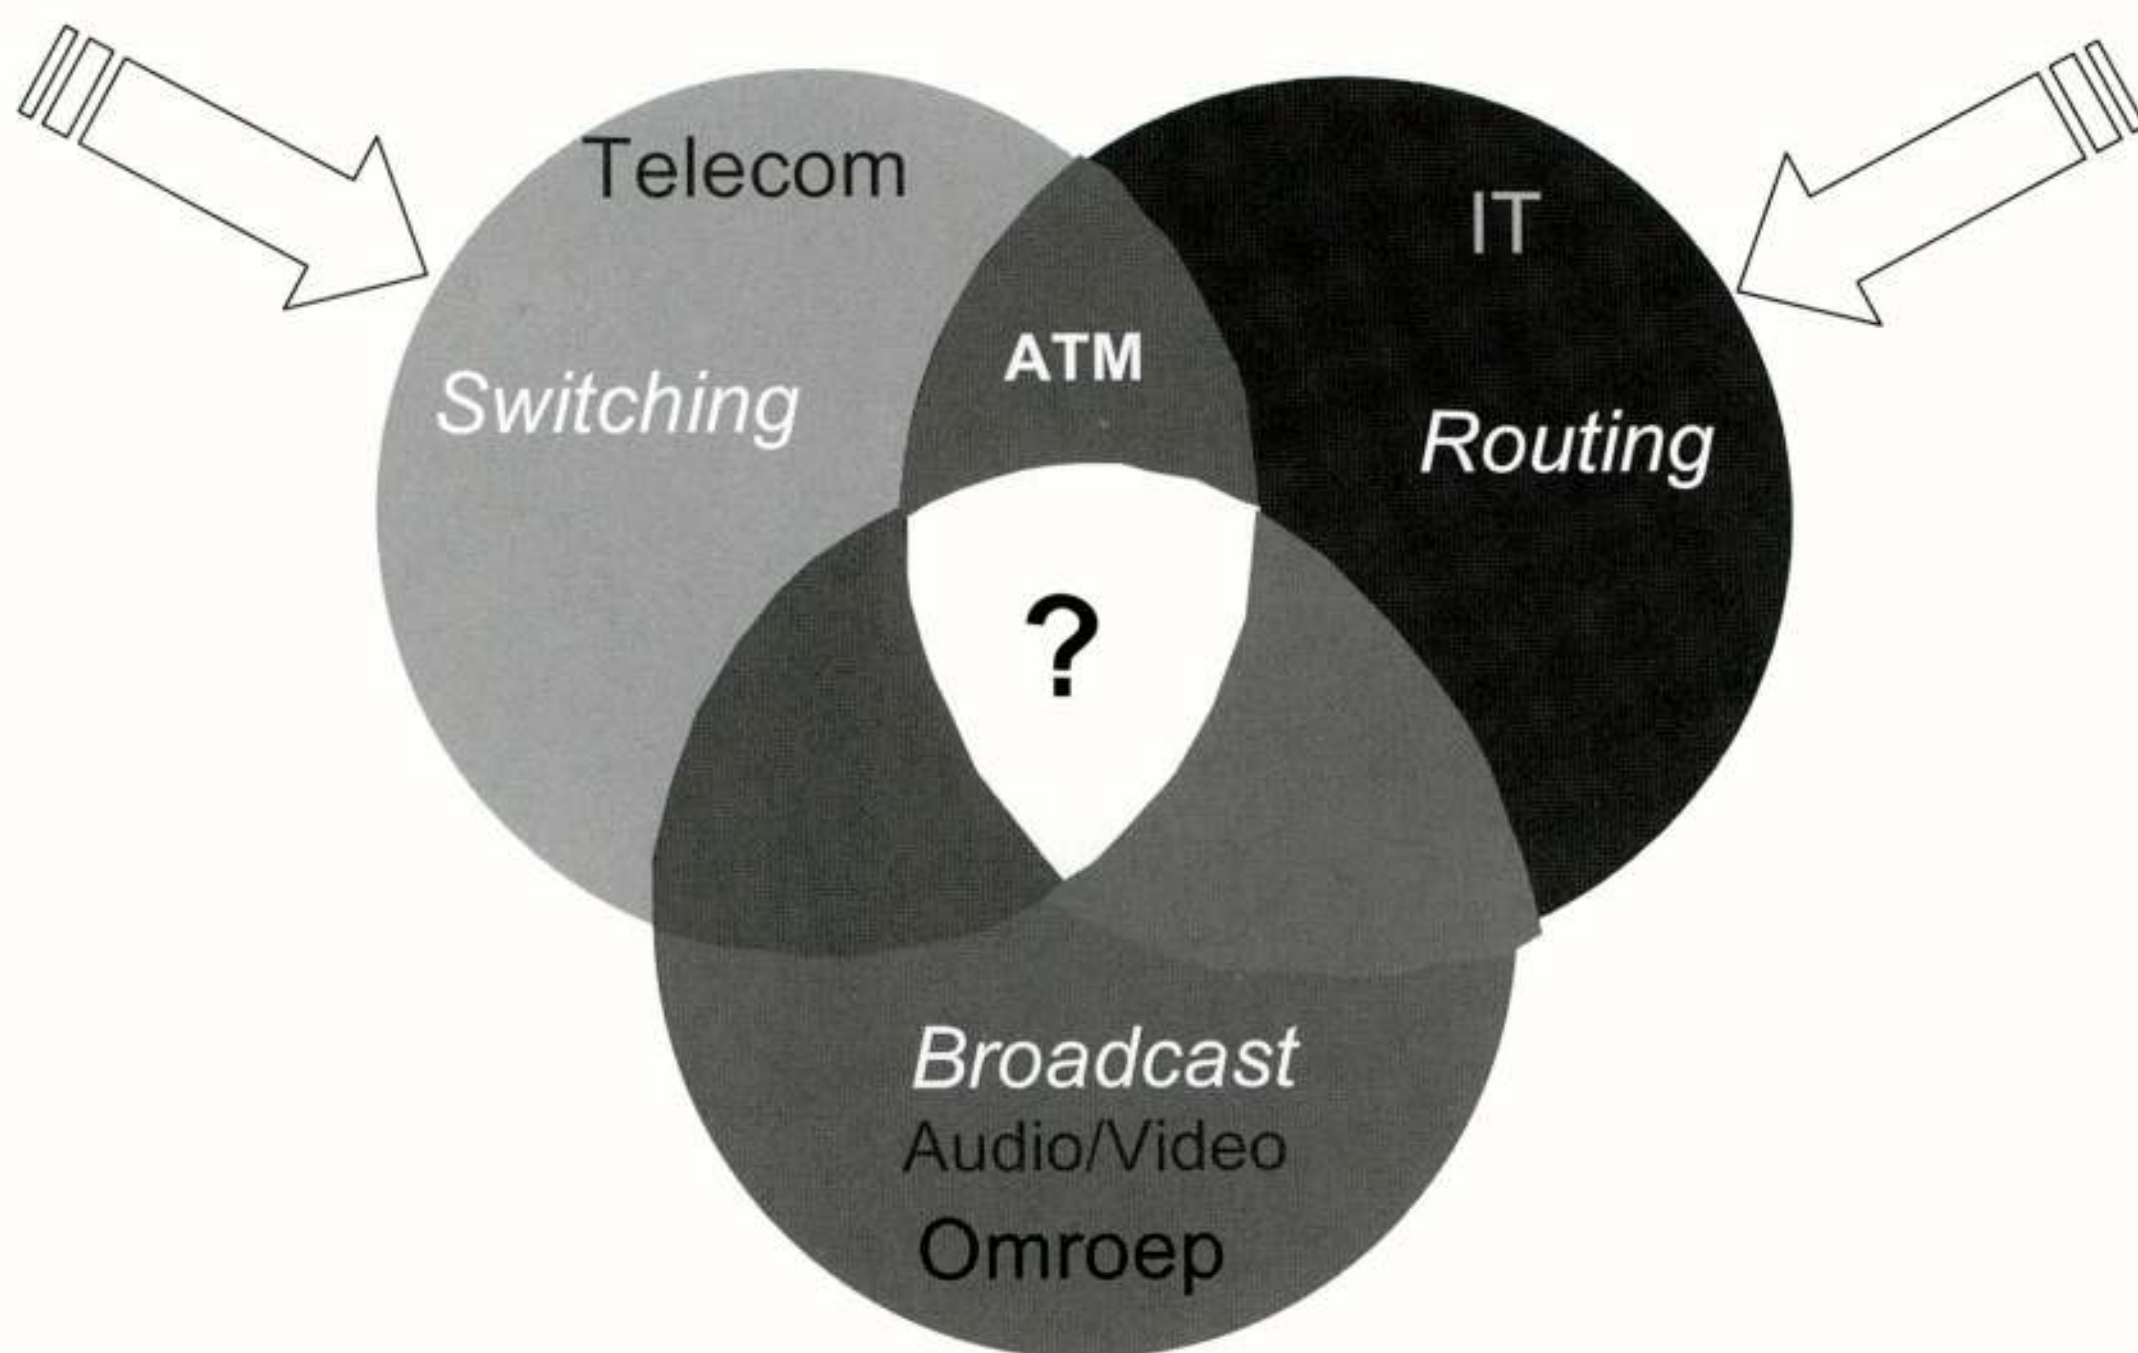 Telecom
IT
ATM
Switching
Routing
?
Broadcast
Audio/Video
Omroep